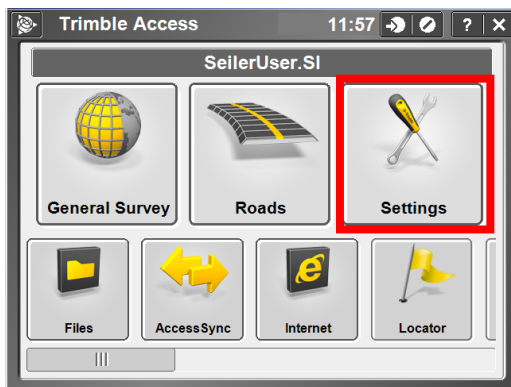 Trimble Access 11:57 ? X
SeilerUser.SI
General Survey Roads Settings
Files AccessSync Internet Locator